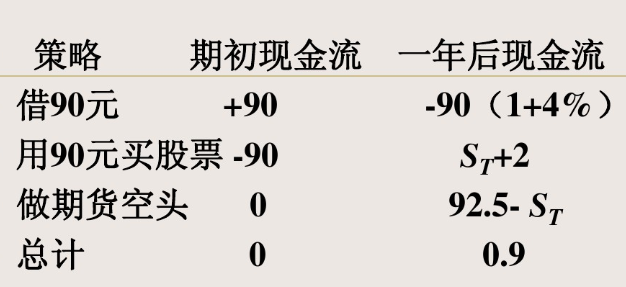 策略 期初现金流 一年后现金流
借90元 +90 -90（1+4%）
用90元买股票 -90 S_T+2
做期货空头 0 92.5- S_T
总计 0 0.9